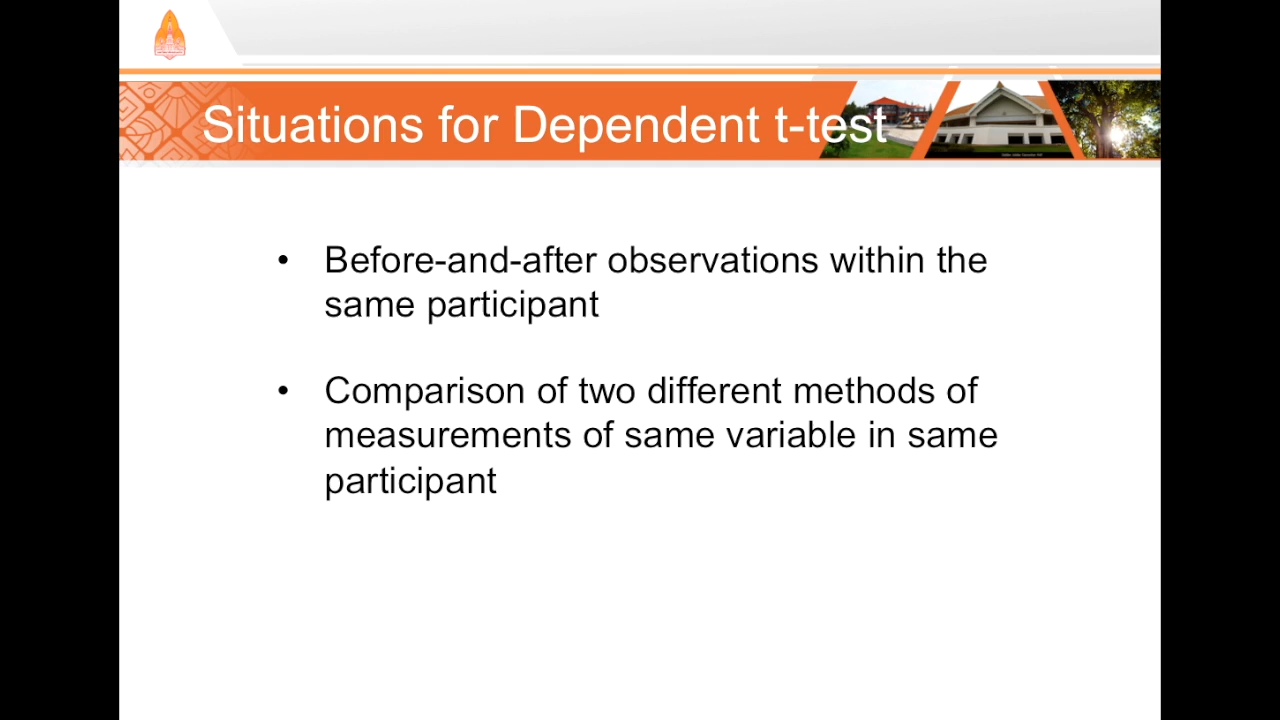 Situations for Dependent t-test
• Before-and-after observations within the
same participant
• Comparison of two different methods of
measurements of same variable in same
participant